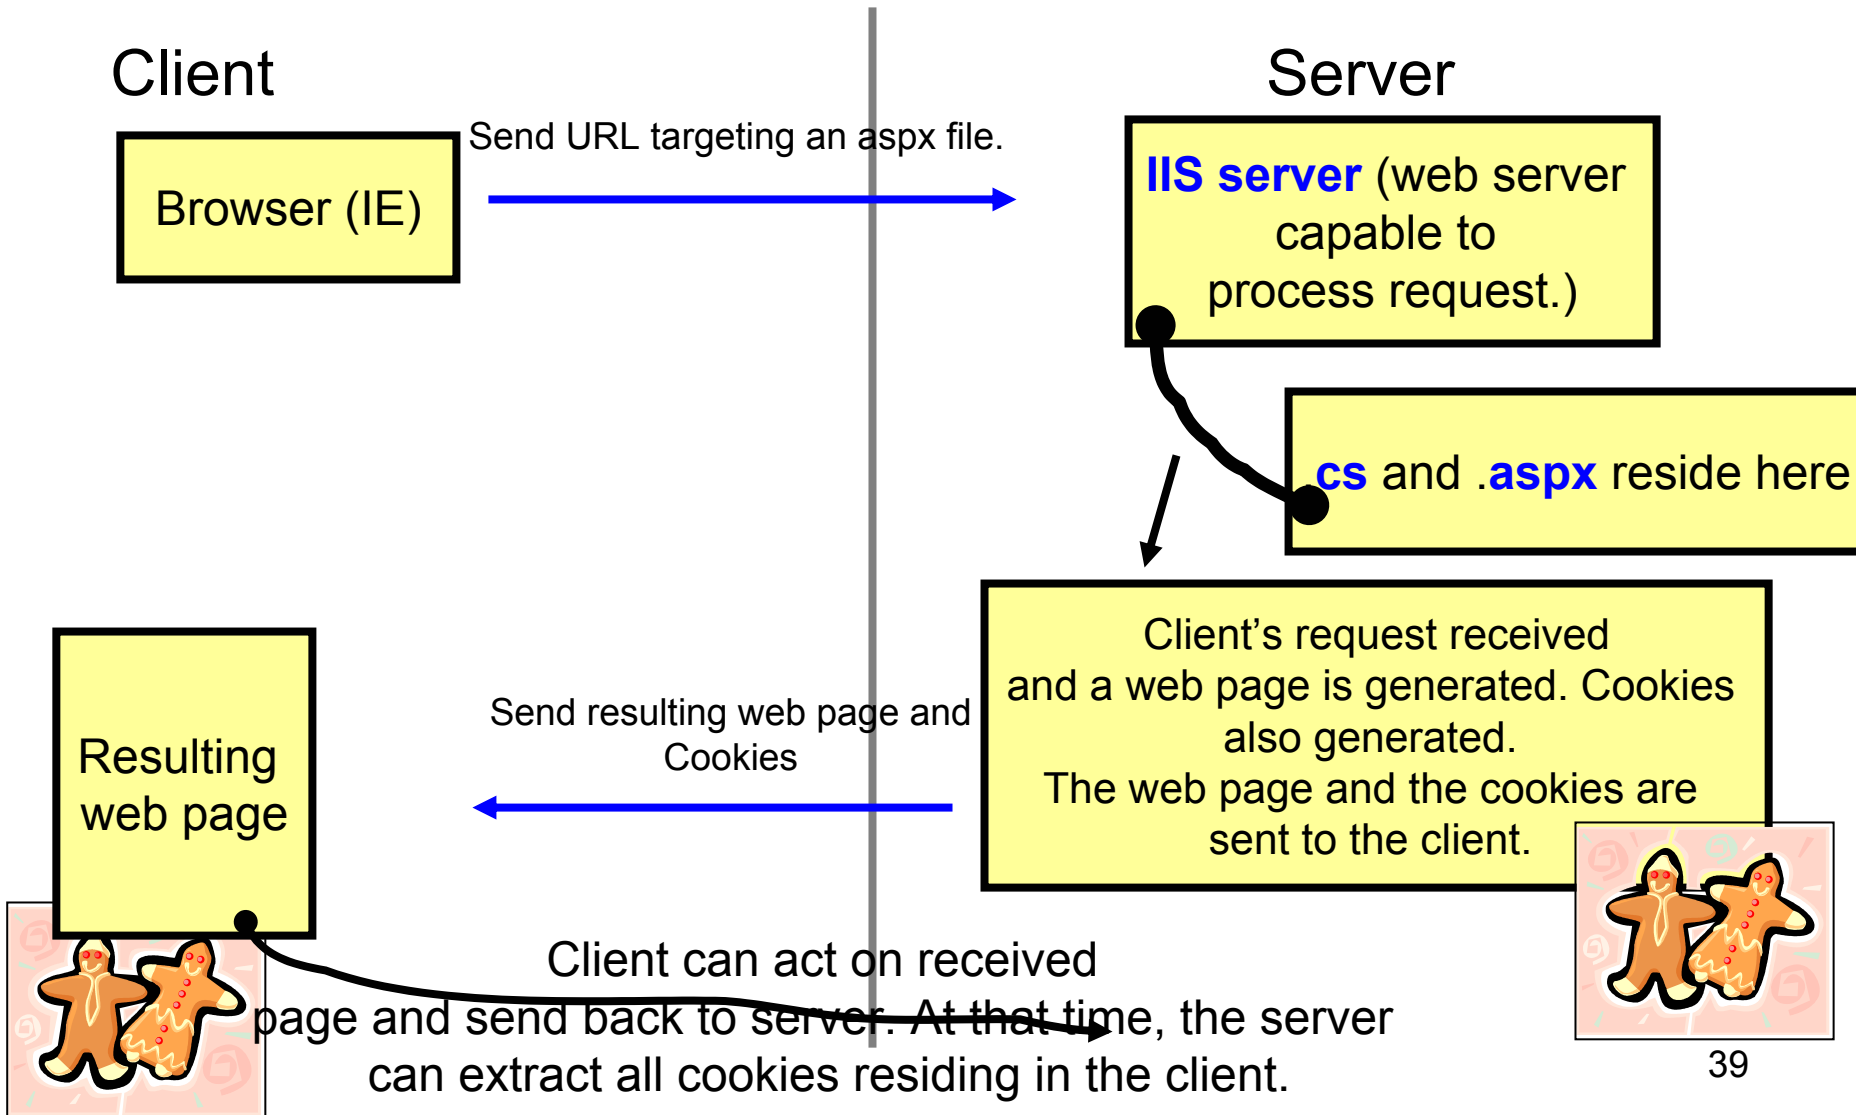 Client
Server
Send URL targeting an aspx file.
Browser (IE)
IIS server (web server
capable to
process request.)
cs and .aspx reside here
Client’s request received
and a web page is generated. Cookies
also generated.
The web page and the cookies are
sent to the client.
Send resulting web page and
Cookies
Resulting
web page
Client can act on received
page and send back to server. At that time, the server
can extract all cookies residing in the client.
39